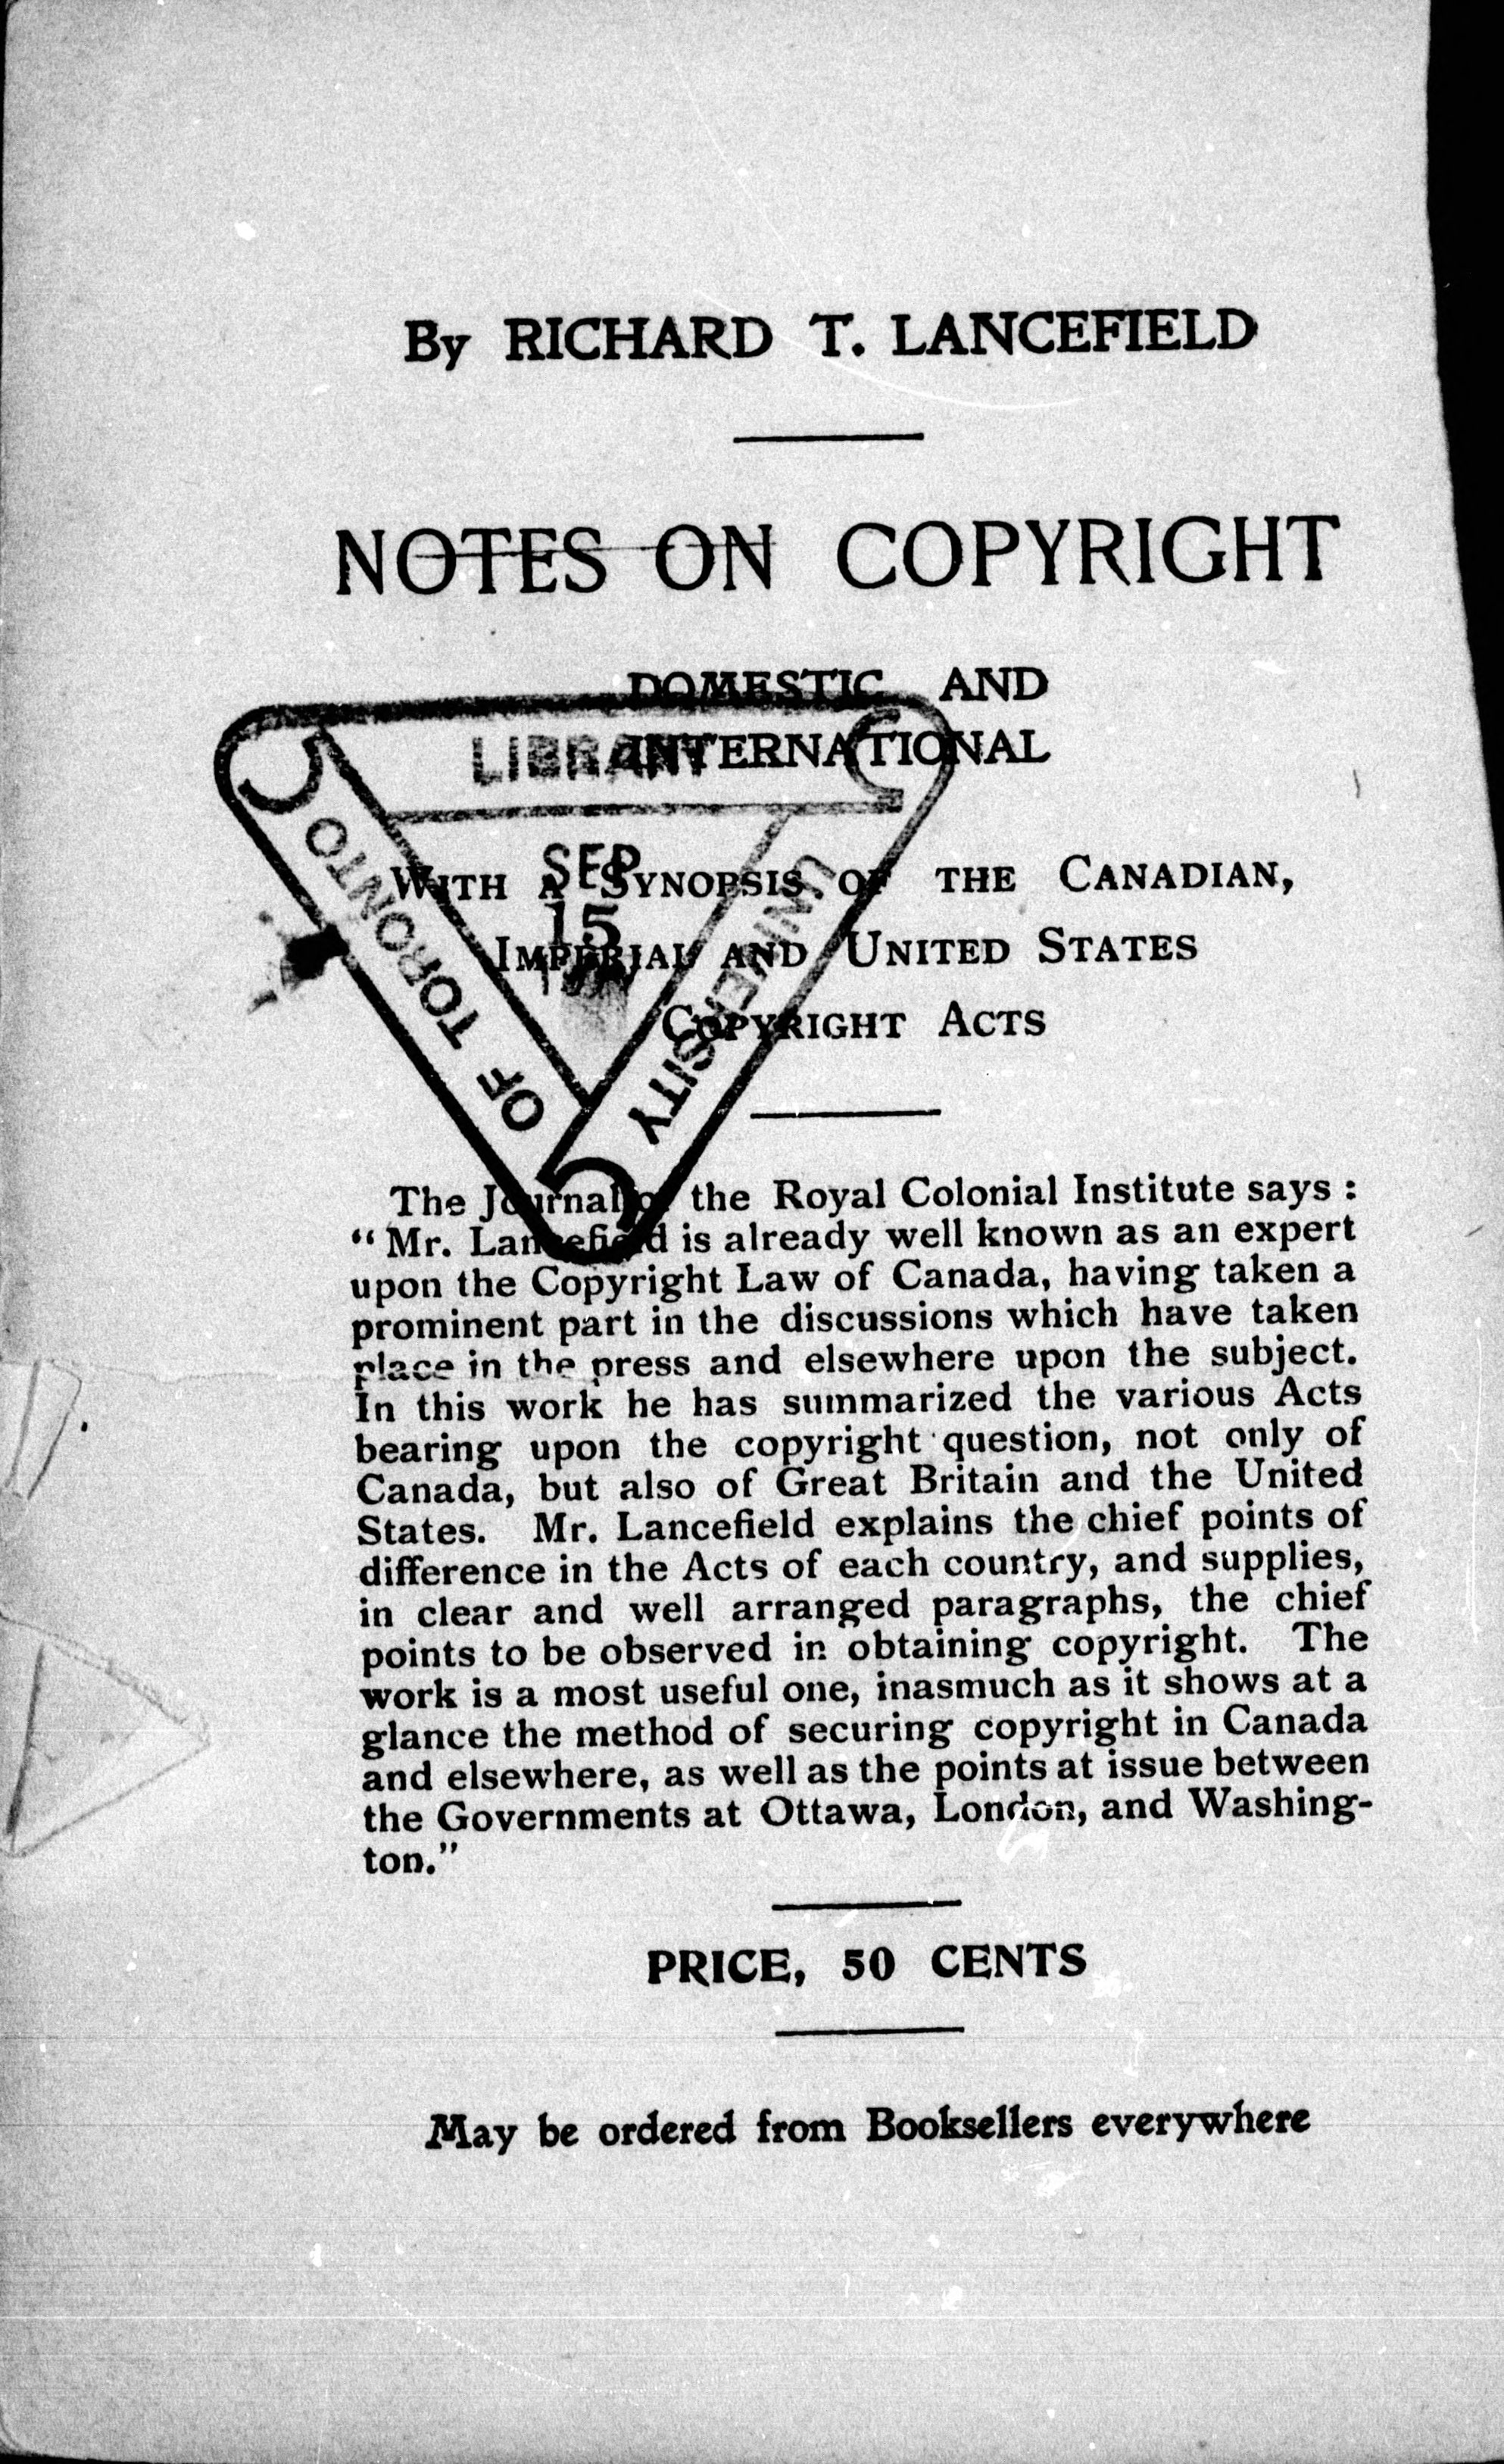 By RICHARD T. LANCEFIELD
NOTES ON COPYRIGHT
DOMESTIC AND
INTERNATIONAL
WITH A SYNOPSIS OF THE CANADIAN,
IMPERIAL AND UNITED STATES
COPYRIGHT ACTS
LIBRARY
SEP
15
UNIVERSITY
OF TORONTO
The Journal of the Royal Colonial Institute says :
“ Mr. Lancefield is already well known as an expert
upon the Copyright Law of Canada, having taken a
prominent part in the discussions which have taken
place in the press and elsewhere upon the subject.
In this work he has summarized the various Acts
bearing upon the copyright question, not only of
Canada, but also of Great Britain and the United
States. Mr. Lancefield explains the chief points of
difference in the Acts of each country, and supplies,
in clear and well arranged paragraphs, the chief
points to be observed in obtaining copyright. The
work is a most useful one, inasmuch as it shows at a
glance the method of securing copyright in Canada
and elsewhere, as well as the points at issue between
the Governments at Ottawa, London, and Washing-
ton.”
PRICE, 50 CENTS
May be ordered from Booksellers everywhere